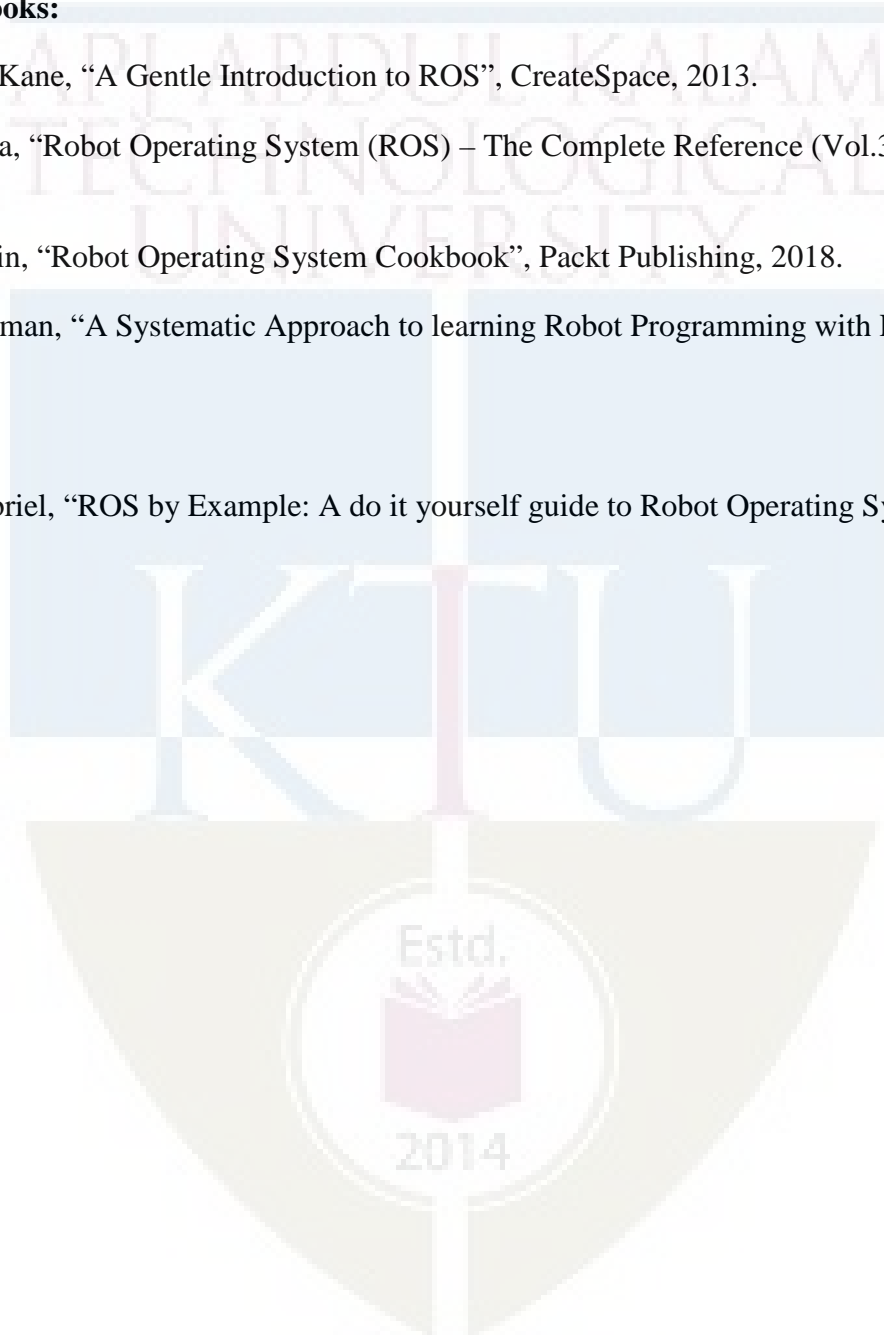 ooks:
Kane, “A Gentle Introduction to ROS”, CreateSpace, 2013.
a, “Robot Operating System (ROS) – The Complete Reference (Vol.3
in, “Robot Operating System Cookbook”, Packt Publishing, 2018.
man, “A Systematic Approach to learning Robot Programming with
riel, “ROS by Example: A do it yourself guide to Robot Operating Sy
API ABDUL KALAM
TECHNOLOGICAL
UNIVERSITY
KTU
Estd.
2014